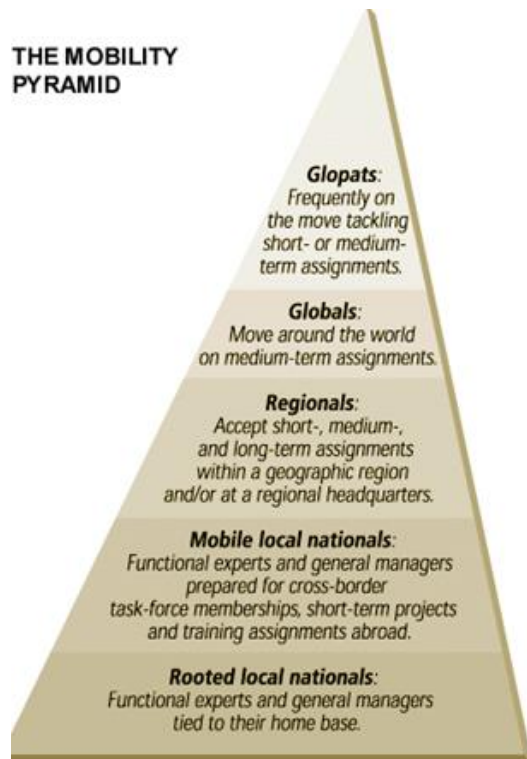 THE MOBILITY
PYRAMID
Glopats:
Frequently on
the move tackling
short- or medium-
term assignments.
Globals:
Move around the world
on medium-term assignments.
Regionals:
Accept short-, medium-,
and long-term assignments
within a geographic region
and/or at a regional headquarters.
Mobile local nationals:
Functional experts and general managers
prepared for cross-border
task-force memberships, short-term projects
and training assignments abroad.
Rooted local nationals:
Functional experts and general managers
tied to their home base.